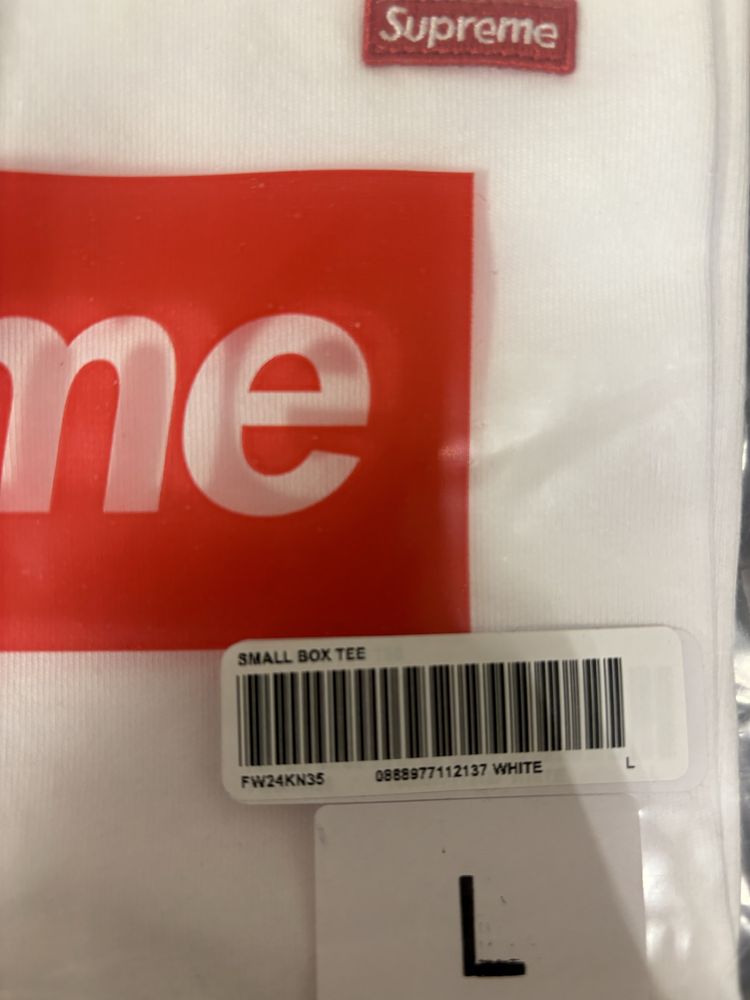 Supreme
me
SMALL BOX TEE
FW24KN35 0888977112137 WHITE L
L